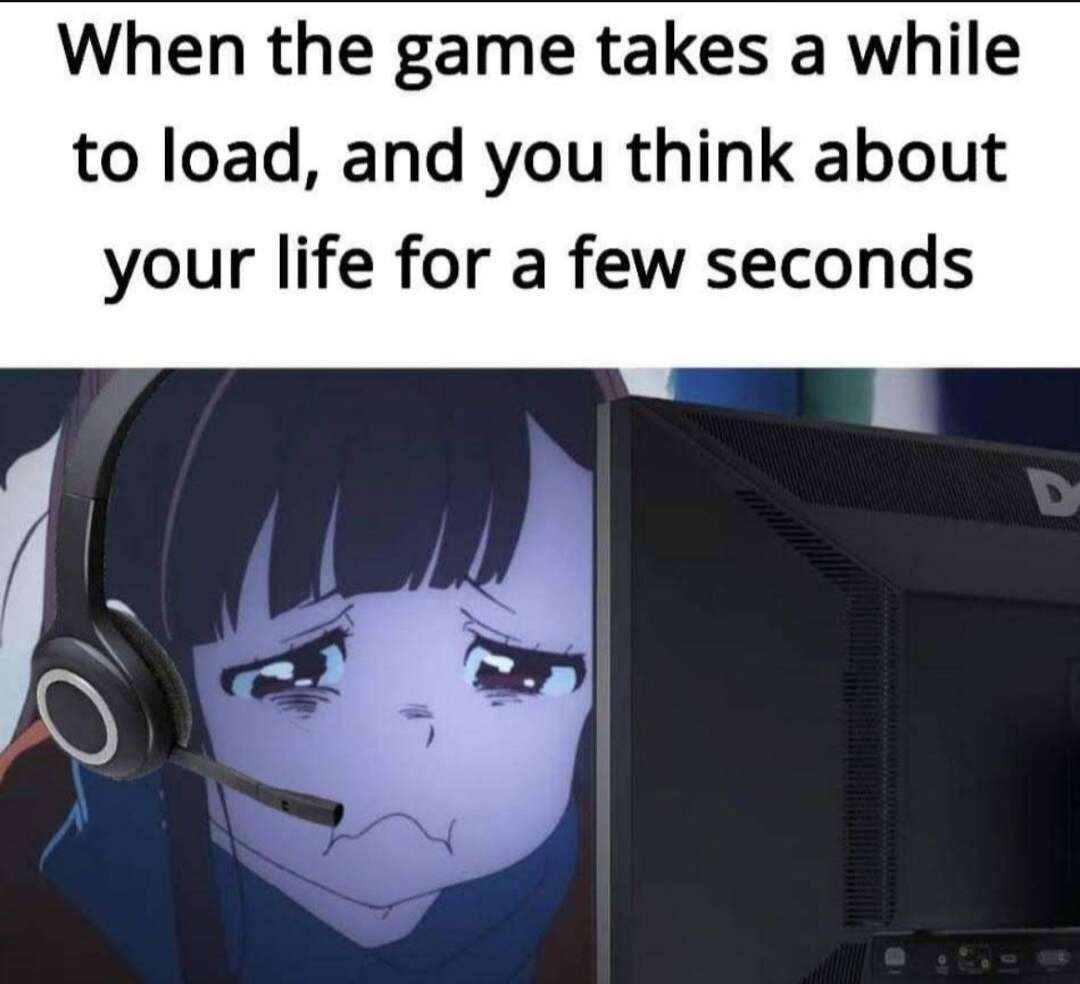 When the game takes a while
to load, and you think about
your life for a few seconds